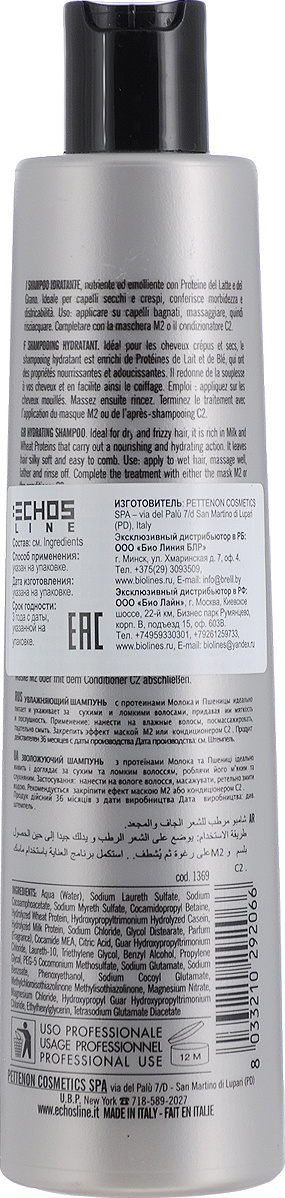 I SHAMPOO IDRATANTE, nutriente ed emolliente con Proteine del Latte e del
Grano. Ideale per capelli secchi e crespi, conferisce morbidezza e
districabilità. Uso: applicare su capelli bagnati, massaggiare, quindi
risciacquare. Completare con la maschera M2 o il condizionatore C2.
F SHAMPOOING HYDRATANT. Idéal pour les cheveux crépus et secs, le
shampooing hydratant est enrichi de Protéines de Lait et de Blé, qui ont
des propriétés nourrissantes et adoucissantes. Il redonne de la souplesse
à vos cheveux et en facilite ainsi le coiffage. Emploi : appliquez sur les
cheveux mouillés. Massez ensuite rincez. Terminez le traitement avec
l'application du masque M2 ou de l'après-shampooing C2.
GB HYDRATING SHAMPOO. Ideal for dry and frizzy hair, it is rich in Milk and
Wheat Proteins that carry out a nourishing and hydrating action. It leaves
hair silky soft and easy to comb. Use: apply to wet hair, massage well,
lather and rinse off. Complete the treatment with either the mask M2
ECHOS
LINE
Состав: см. Ingredients
Способ применения:
указан на упаковке.
Дата изготовления:
указана на упаковке.
Срок годности:
3 года с даты,
указанной на
упаковке.
EAC
ИЗГОТОВИТЕЛЬ: PETTENON COSMETICS
SPA – via del Palù 7/d San Martino di Lupari
(PD), Italy
Эксклюзивный дистрибьютор в РБ:
ООО «Био Линия БЛР»
г. Минск, ул. Хмаринская д. 7, оф. 4.
Тел.: +375(29) 3093509,
www.biolines.by, E-mail: info@brelil.by
Эксклюзивный дистрибьютор в РФ:
ООО «Био Лайн», г. Москва, Киевское
шоссе, 22-й км, Бизнес парк Румянцево,
корп. В, подъезд 15, оф. 603В.
Тел.: +74959330301, +79261259733,
www.biolines.ru, E-mail: biolines@yandex.ru
Maske M2 oder mit dem Conditioner C2 abschließen.
RUS УВЛАЖНЯЮЩИЙ ШАМПУНЬ с протеинами Молока и Пшеницы идеально
питает и ухаживает за сухими и ломкими волосами, придавая им мягкость
и послушность. Применение: нанести на влажные волосы, помассажировать,
тщательно смыть. Закрепить эффект маской M2 или кондиционером C2 . Срок
действия 36 месяцев с даты производства Дата производства: см. Штемпель.
UA ЗВОЛОЖУЮЧИЙ ШАМПУНЬ з протеїнами Молока та Пшениці
cod. 1369
C2 .
INGREDIENTS: Aqua (Water), Sodium Laureth Sulfate, Sodium
Cocoamphoacetate, Sodium Myreth Sulfate, Cocamidopropyl Betaine,
Hydrolyzed Wheat Protein, Hydroxypropyltrimonium Hydrolyzed Casein,
Hydrolyzed Milk Protein, Sodium Chloride, Glycol Distearate, Parfum
(Fragrance), Cocamide MEA, Citric Acid, Guar Hydroxypropyltrimonium
Chloride, Laureth-10, Triethylene Glycol, Benzyl Alcohol, Propylene
Glycol, PEG-5 Cocomonium Methosulfate, Sodium Glutamate, Sodium
Benzoate, Phenoxyethanol, Sodium Cocoyl Glutamate,
Methylchloroisothiazolinone Methylisothiazolinone, Magnesium Nitrate,
Magnesium Chloride, Hydroxypropyl Guar Hydroxypropyltrimonium
Chloride, Ethylhexylglycerin, Tetrasodium Glutamate Diacetate
8 033210 292066
USO PROFESSIONALE
USAGE PROFESSIONNEL
PROFESSIONAL USE
12 M
PETTENON COSMETICS SPA via del Palù 7/D - San Martino di Lupari (PD)
U.B.P. New York ☎ 718-589-2027
www.echosline.it MADE IN ITALY - FAIT EN ITALIE